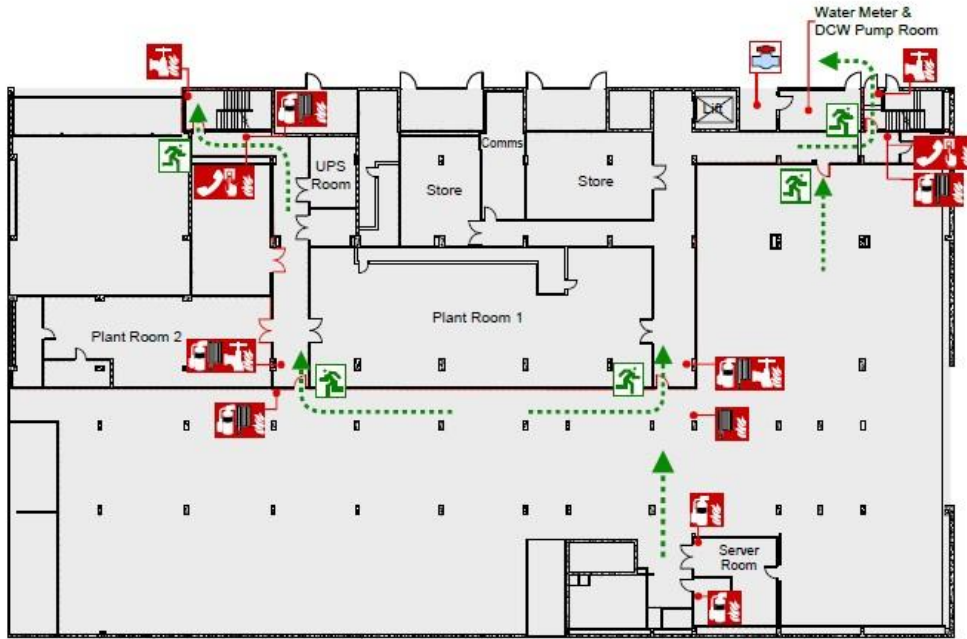 Water Meter &
DCW Pump Room
Lift
Comms
UPS
Room
Store
Store
Plant Room 1
Plant Room 2
Server
Room